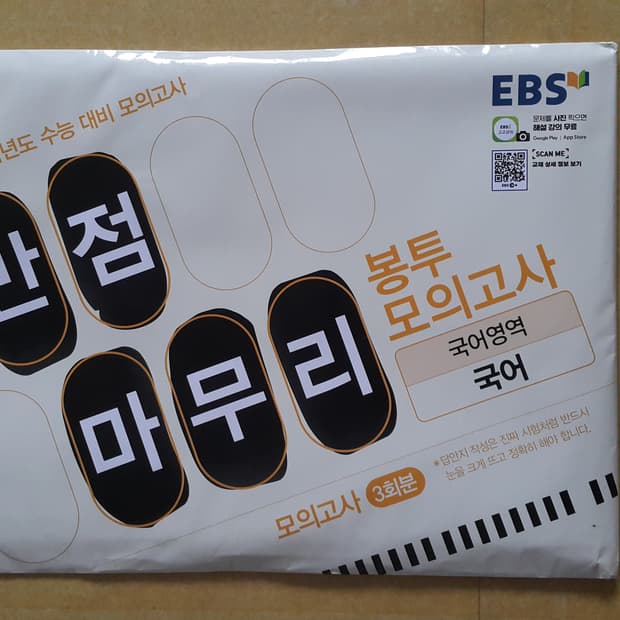 EBS
문제를 사진 찍으면
해설 강의 무료
Google Play | App Store
SCAN ME
교재 상세 정보 보기
년도 수능 대비 모의고사
만점
마무리
봉투
모의고사
국어영역
국어
*답안지 작성은 진짜 시험처럼 반드시
눈을 크게 뜨고 정확히 해야 합니다.
모의고사 3회분